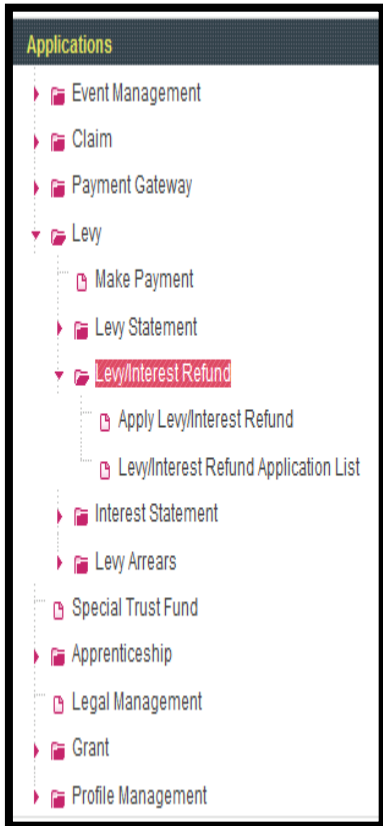 Applications
Event Management
Claim
Payment Gateway
Levy
Make Payment
Levy Statement
Levy/Interest Refund
Apply Levy/Interest Refund
Levy/Interest Refund Application List
Interest Statement
Levy Arrears
Special Trust Fund
Apprenticeship
Legal Management
Grant
Profile Management